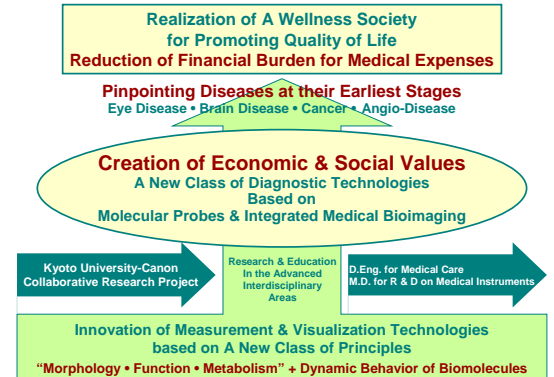 Realization of A Wellness Society
for Promoting Quality of Life
Reduction of Financial Burden for Medical Expenses
Pinpointing Diseases at their Earliest Stages
Eye Disease • Brain Disease • Cancer • Angio-Disease
Creation of Economic & Social Values
A New Class of Diagnostic Technologies
Based on
Molecular Probes & Integrated Medical Bioimaging
Kyoto University-Canon
Collaborative Research Project
Research & Education
In the Advanced
Interdisciplinary
Areas
D.Eng. for Medical Care
M.D. for R & D on Medical Instruments
Innovation of Measurement & Visualization Technologies
based on A New Class of Principles
“Morphology • Function • Metabolism” + Dynamic Behavior of Biomolecules